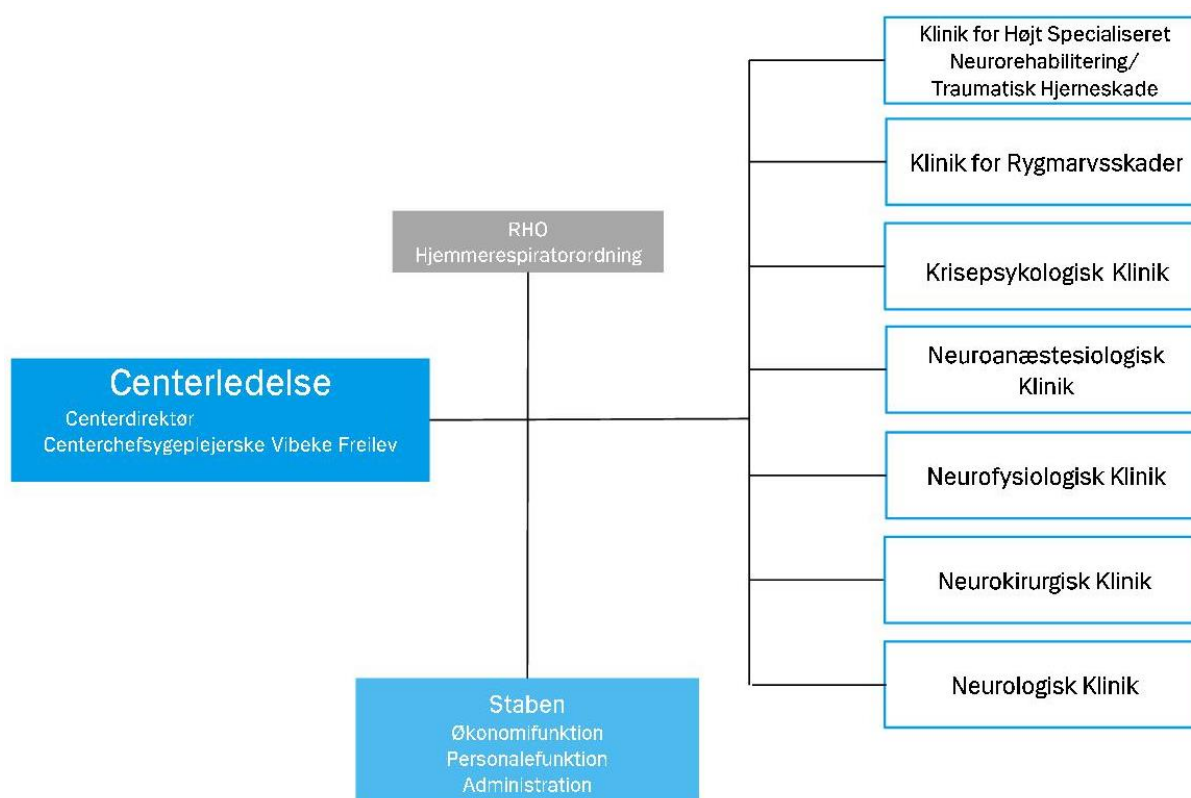 Klinik for Højt Specialiseret
Neurorehabilitering/
Traumatisk Hjerneskade
Klinik for Rygmarvsskader
RHO
Hjemmerespiratorordning
Krisepsykologisk Klinik
Neuroanæstesiologisk
Klinik
Centerledelse
Centerdirektør
Centerchefsygeplejerske Vibeke Freilev
Neurofysiologisk Klinik
Neurokirurgisk Klinik
Neurologisk Klinik
Staben
Økonomifunktion
Personalefunktion
Administration